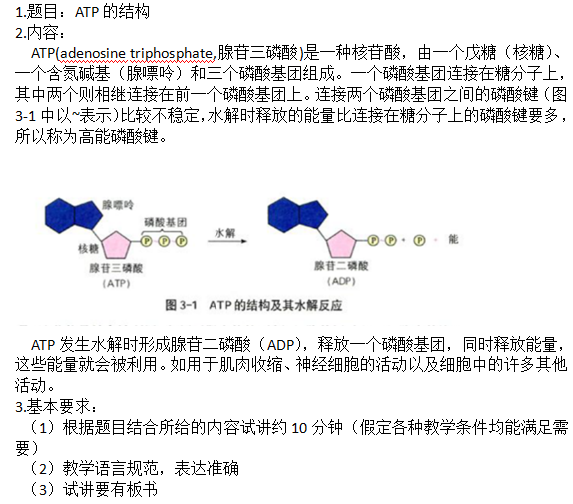 1.题目：ATP 的结构
2.内容：
ATP(adenosine triphosphate,腺苷三磷酸)是一种核苷酸，由一个戊糖（核糖）、
一个含氮碱基（腺嘌呤）和三个磷酸基团组成。一个磷酸基团连接在糖分子上，
其中两个则相继连接在前一个磷酸基团上。连接两个磷酸基团之间的磷酸键（图
3-1 中以~表示）比较不稳定，水解时释放的能量比连接在糖分子上的磷酸键要多，
所以称为高能磷酸键。
腺嘌呤
磷酸基团
P P P
核糖
腺苷三磷酸
(ATP)
水解
P P + P 能
腺苷二磷酸
(ADP)
图 3-1 ATP 的结构及其水解反应
ATP 发生水解时形成腺苷二磷酸（ADP），释放一个磷酸基团，同时释放能量，
这些能量就会被利用。如用于肌肉收缩、神经细胞的活动以及细胞中的许多其他
活动。
3.基本要求：
（1）根据题目结合所给的内容试讲约 10 分钟（假定各种教学条件均能满足需
要）
（2）教学语言规范，表达准确
（3）试讲要有板书